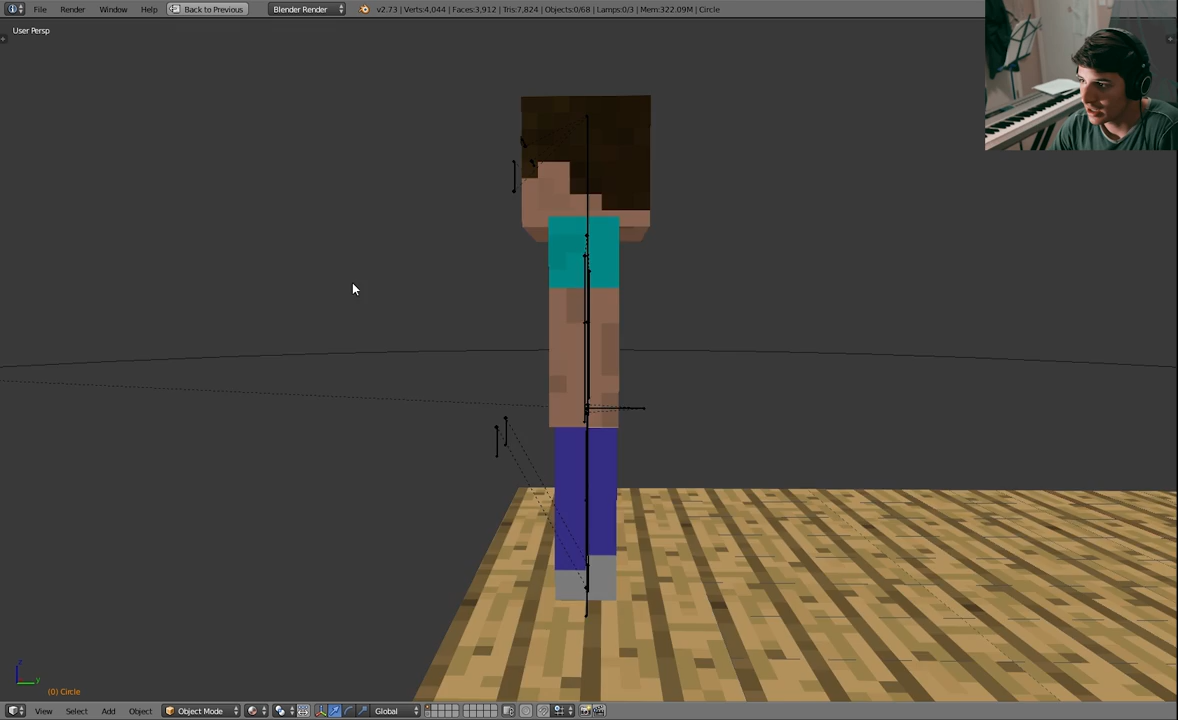 File Render Window Help Back to Previous Blender Render v2.73 | Verts:4,044 | Faces:3,912 | Tris:7,824 | Objects:0/68 | Lamps:0/3 | Mem:322.09M | Circle
User Persp
z
y
(0) Circle
View Select Add Object Object Mode Global